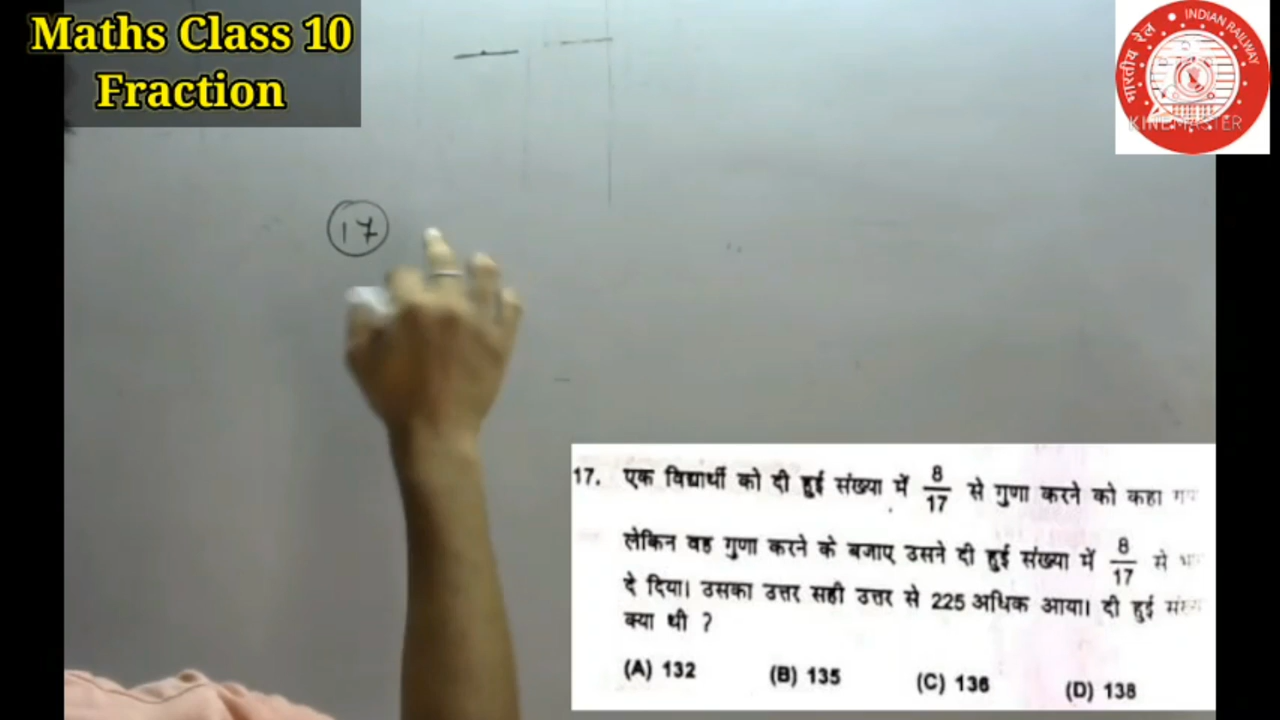 Maths Class 10
Fraction
भारतीय रेल INDIAN RAILWAY
KINEMASTER
17
17. एक विद्यार्थी को दी हुई संख्या में 8/17 से गुणा करने को कहा
लेकिन वह गुणा करने के बजाए उसने दी हुई संख्या में 8/17 से
दे दिया। उसका उत्तर सही उत्तर से 225 अधिक आया। दी हुई
क्या थी ?
(A) 132 (B) 135 (C) 136 (D) 138